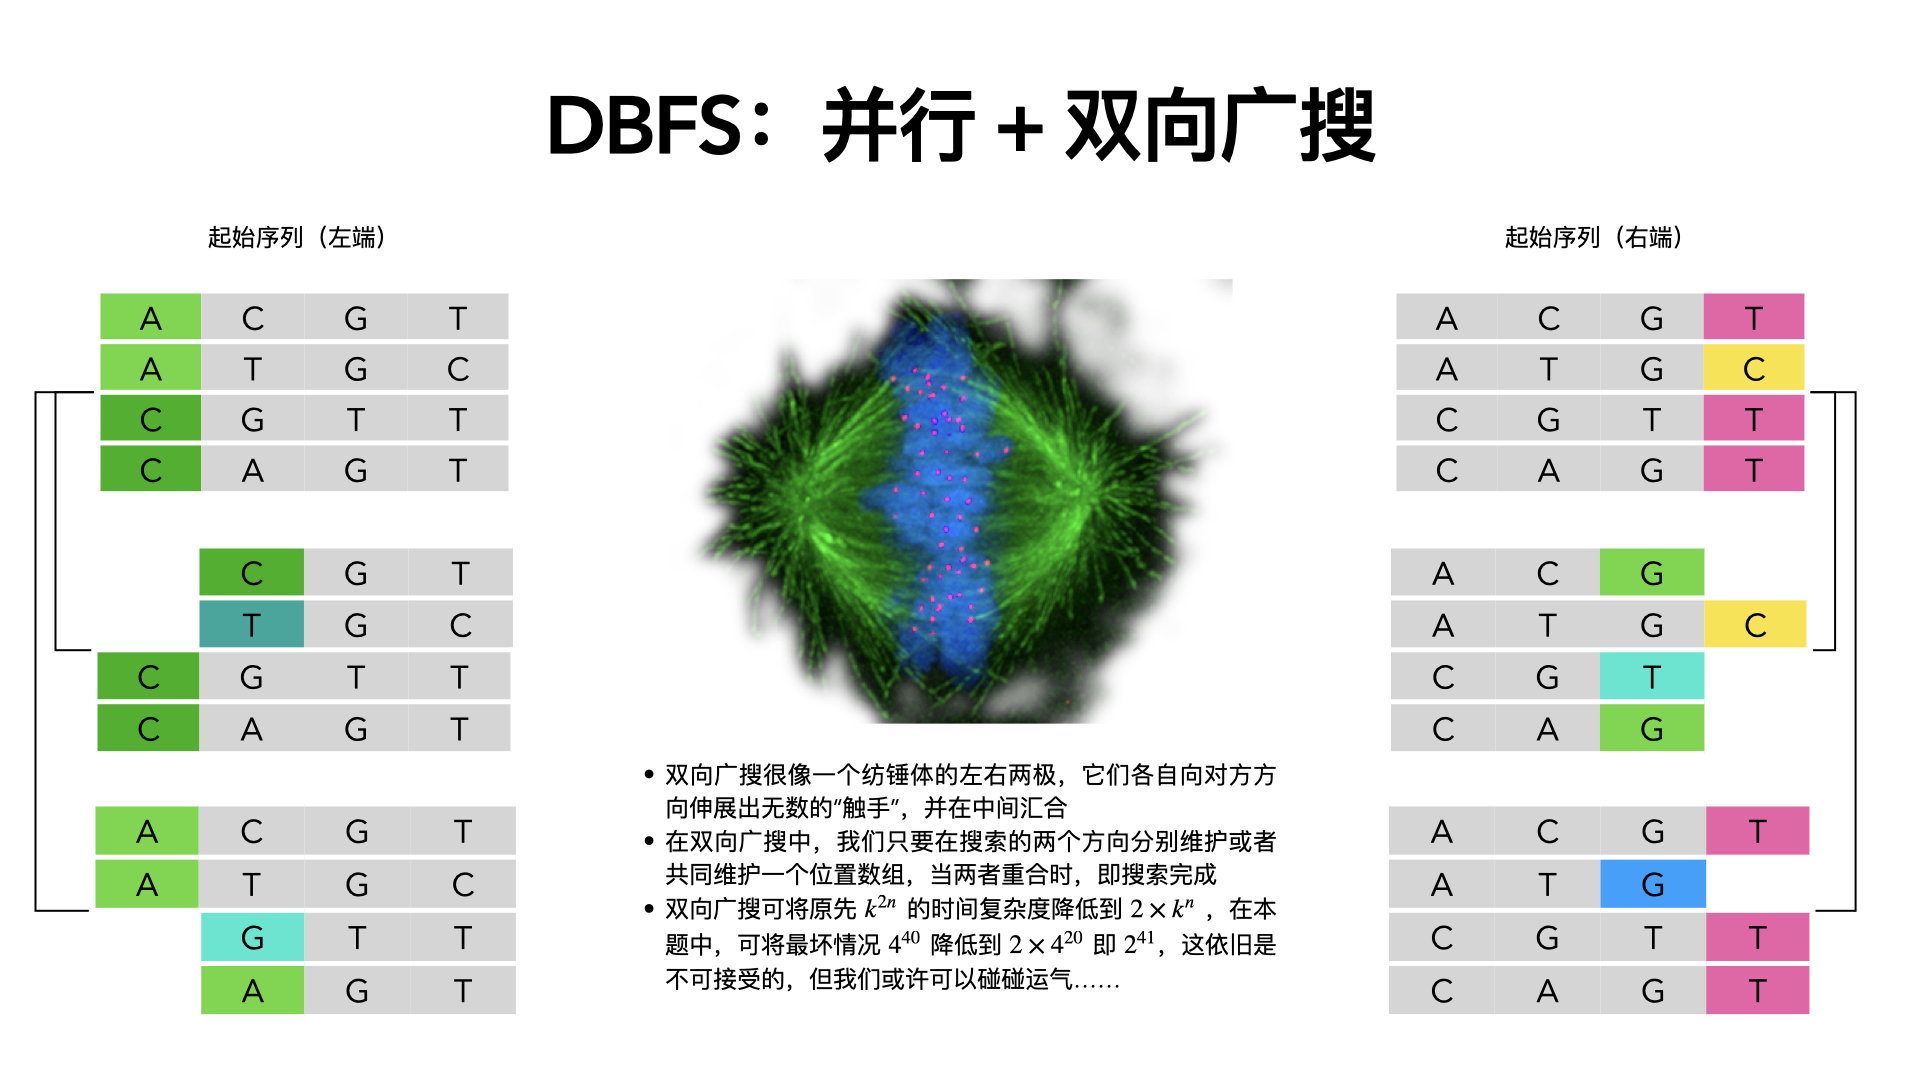 DBFS：并行 + 双向广搜
起始序列（左端）
A C G T
A T G C
C G T T
C A G T
C G T
T G C
C G T T
C A G T
A C G T
A T G C
G T T
A G T
• 双向广搜很像一个纺锤体的左右两极，它们各自向对方方
向伸展出无数的“触手”，并在中间汇合
• 在双向广搜中，我们只要在搜索的两个方向分别维护或者
共同维护一个位置数组，当两者重合时，即搜索完成
• 双向广搜可将原先 k²ⁿ 的时间复杂度降低到 2 × kⁿ ，在本
题中，可将最坏情况 4⁴⁰ 降低到 2 × 4²⁰ 即 2⁴¹，这依旧是
不可接受的，但我们或许可以碰碰运气……
起始序列（右端）
A C G T
A T G C
C G T T
C A G T
A C G
A T G C
C G T
C A G
A C G T
A T G
C G T T
C A G T